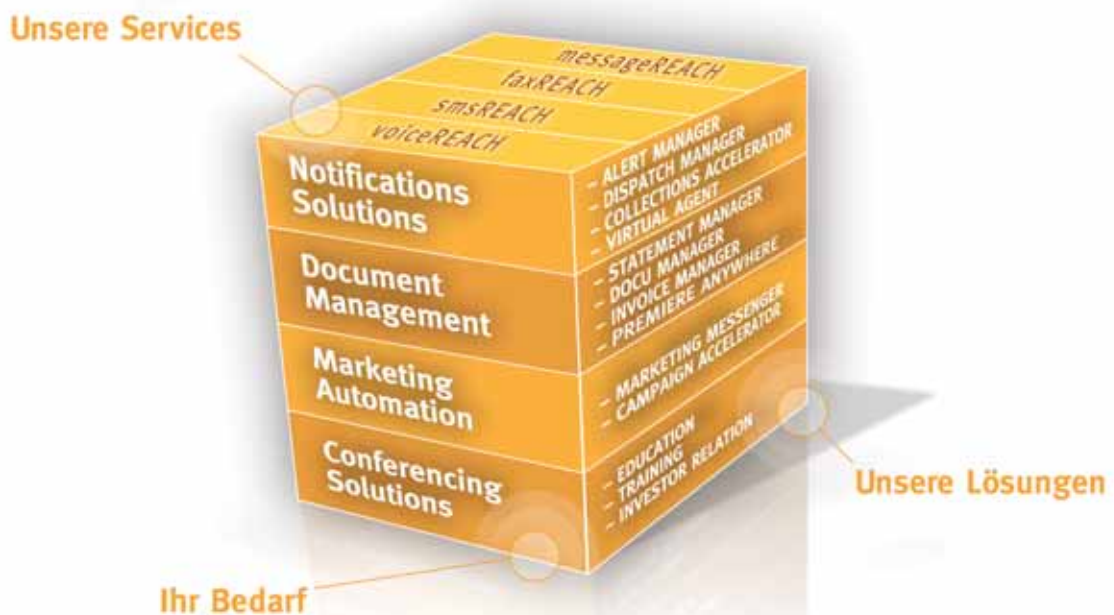 Unsere Services
messageREACH
faxREACH
smsREACH
voiceREACH
Notifications
Solutions
Document
Management
Marketing
Automation
Conferencing
Solutions
– ALERT MANAGER
– DISPATCH MANAGER
– COLLECTIONS ACCELERATOR
– VIRTUAL AGENT
– STATEMENT MANAGER
– DOCU MANAGER
– INVOICE MANAGER
– PREMIERE ANYWHERE
– MARKETING MESSENGER
– CAMPAIGN ACCELERATOR
– EDUCATION
– TRAINING
– INVESTOR RELATION
Unsere Lösungen
Ihr Bedarf